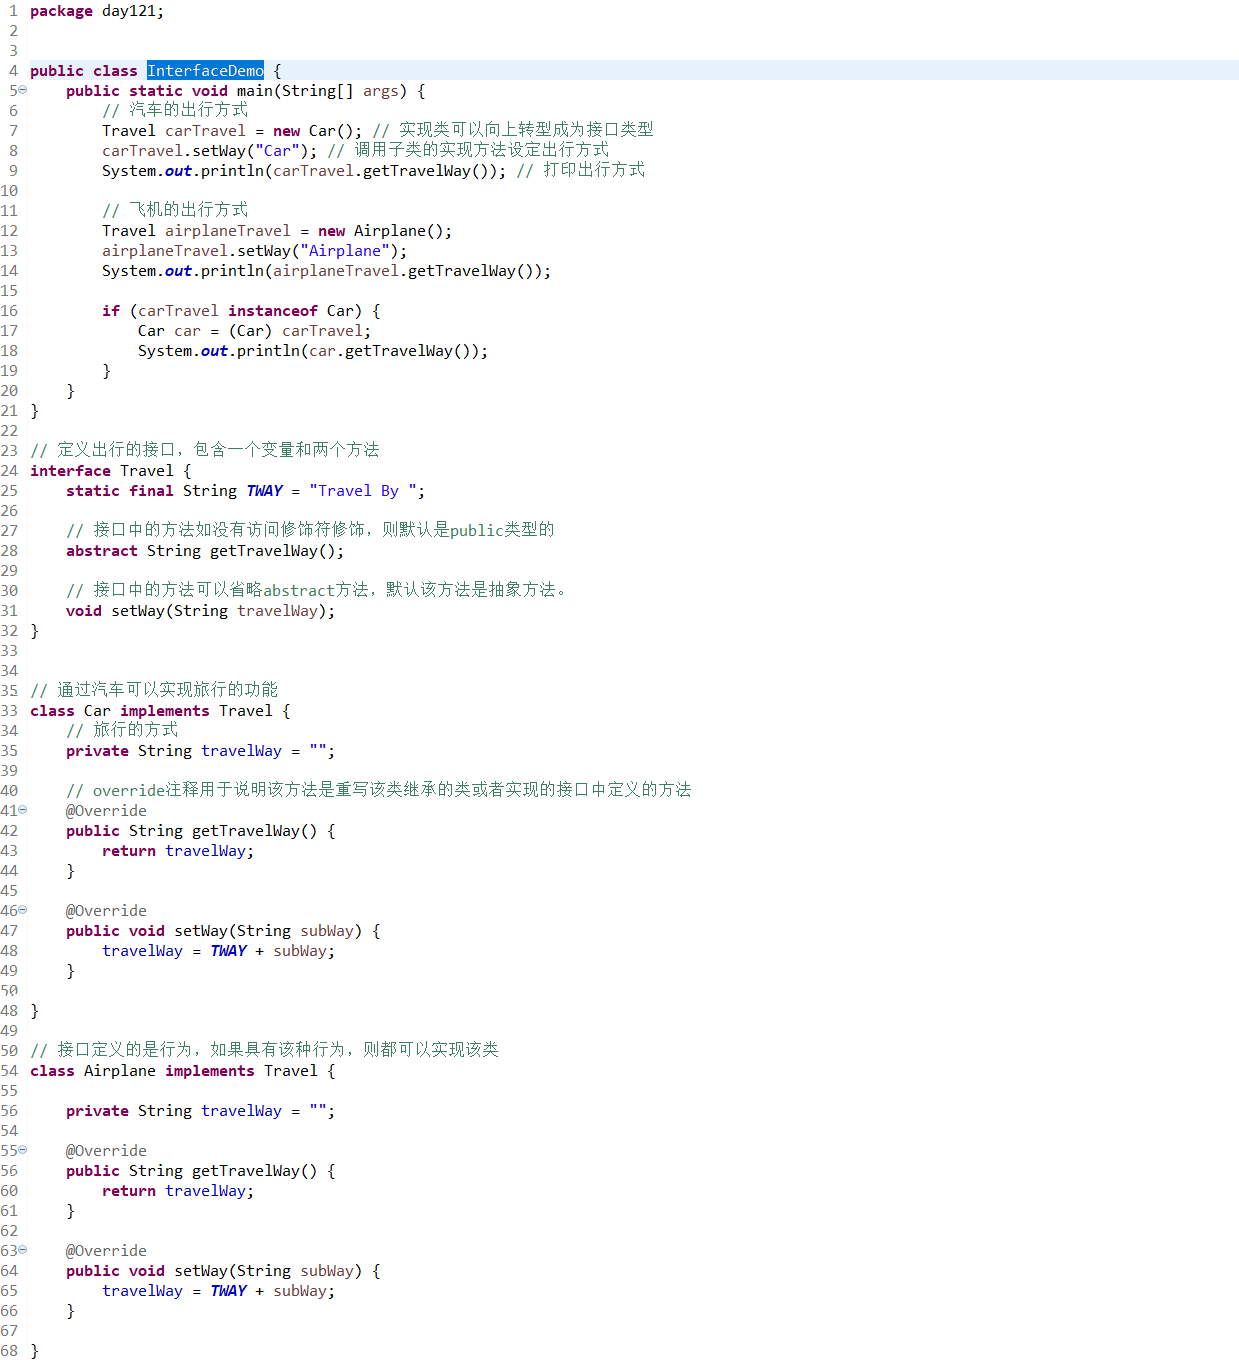 1 package day121;
2
3
4 public class InterfaceDemo {
5 public static void main(String[] args) {
6 // 汽车的出行方式
7 Travel carTravel = new Car(); // 实现类可以向上转型成为接口类型
8 carTravel.setWay("Car"); // 调用子类的实现方法设定出行方式
9 System.out.println(carTravel.getTravelWay()); // 打印出行方式
10
11 // 飞机的出行方式
12 Travel airplaneTravel = new Airplane();
13 airplaneTravel.setWay("Airplane");
14 System.out.println(airplaneTravel.getTravelWay());
15
16 if (carTravel instanceof Car) {
17 Car car = (Car) carTravel;
18 System.out.println(car.getTravelWay());
19 }
20 }
21 }
22
23 // 定义出行的接口，包含一个变量和两个方法
24 interface Travel {
25 static final String TWAY = "Travel By ";
26
27 // 接口中的方法如没有访问修饰符修饰，则默认是public类型的
28 abstract String getTravelWay();
29
30 // 接口中的方法可以省略abstract方法，默认该方法是抽象方法。
31 void setWay(String travelWay);
32 }
33
34
35 // 通过汽车可以实现旅行的功能
33 class Car implements Travel {
34 // 旅行的方式
35 private String travelWay = "";
39
40 // override注释用于说明该方法是重写该类继承的类或者实现的接口中定义的方法
41 @Override
42 public String getTravelWay() {
43 return travelWay;
44 }
45
46 @Override
47 public void setWay(String subWay) {
48 travelWay = TWAY + subWay;
49 }
50
48 }
49
50 // 接口定义的是行为，如果具有该种行为，则都可以实现该类
54 class Airplane implements Travel {
55
56 private String travelWay = "";
54
55 @Override
56 public String getTravelWay() {
60 return travelWay;
61 }
62
63 @Override
64 public void setWay(String subWay) {
65 travelWay = TWAY + subWay;
66 }
67
68 }